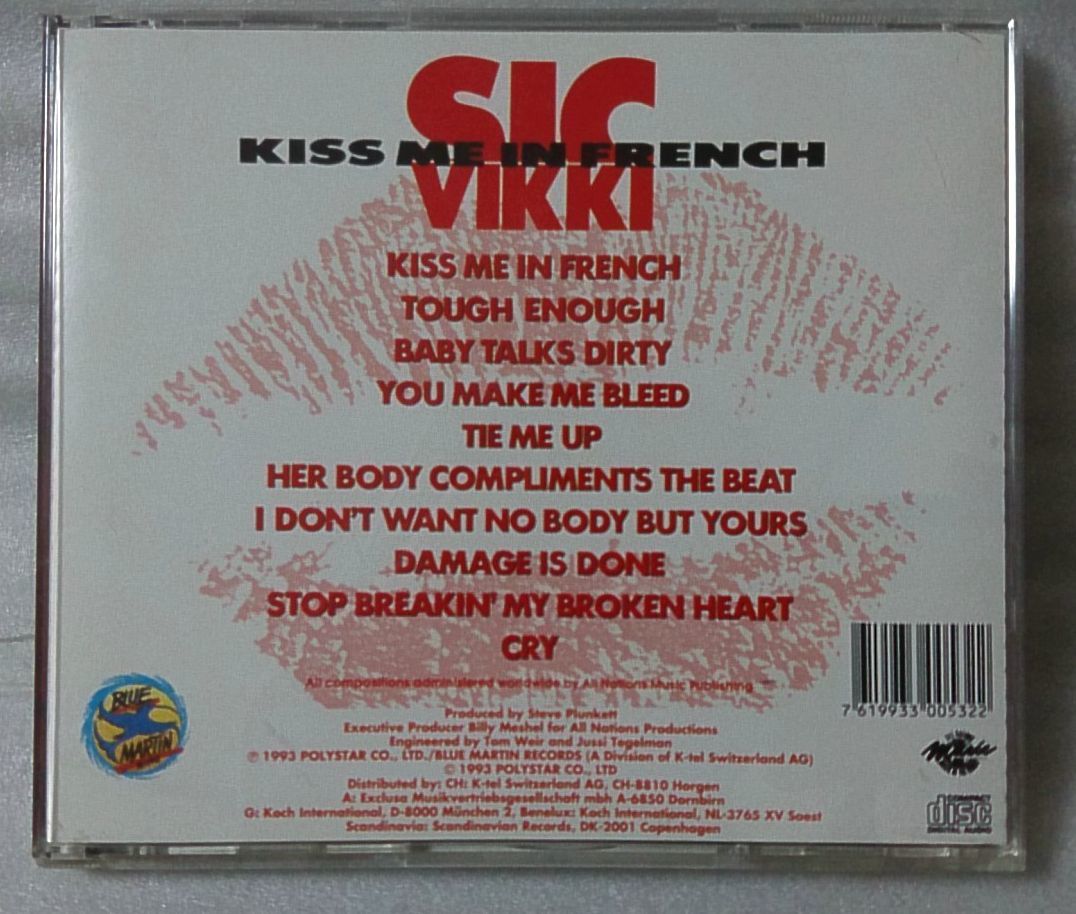 SIC
KISS ME IN FRENCH
VIKKI
KISS ME IN FRENCH
TOUGH ENOUGH
BABY TALKS DIRTY
YOU MAKE ME BLEED
TIE ME UP
HER BODY COMPLIMENTS THE BEAT
I DON'T WANT NO BODY BUT YOURS
DAMAGE IS DONE
STOP BREAKIN' MY BROKEN HEART
CRY
All compositions administered worldwide by All Nations Music Publishing
Produced by Steve Plunkett
Executive Producer Billy Meshel for All Nations Productions
Engineered by Tom Weir and Jussi Tegelman
℗ 1993 POLYSTAR CO., LTD./BLUE MARTIN RECORDS (A Division of K-tel Switzerland AG)
© 1993 POLYSTAR CO., LTD
Distributed by: CH: K-tel Switzerland AG, CH-8810 Horgen
A: Exclusa Musikvertriebsgesellschaft mbh A-6850 Dornbirn
G: Koch International, D-8000 München 2, Benelux: Koch International, NL-3765 XV Soest
Scandinavia: Scandinavian Records, DK-2001 Copenhagen
BLUE
MARTIN
7 619933 005322
COMPACT
disc
DIGITAL AUDIO